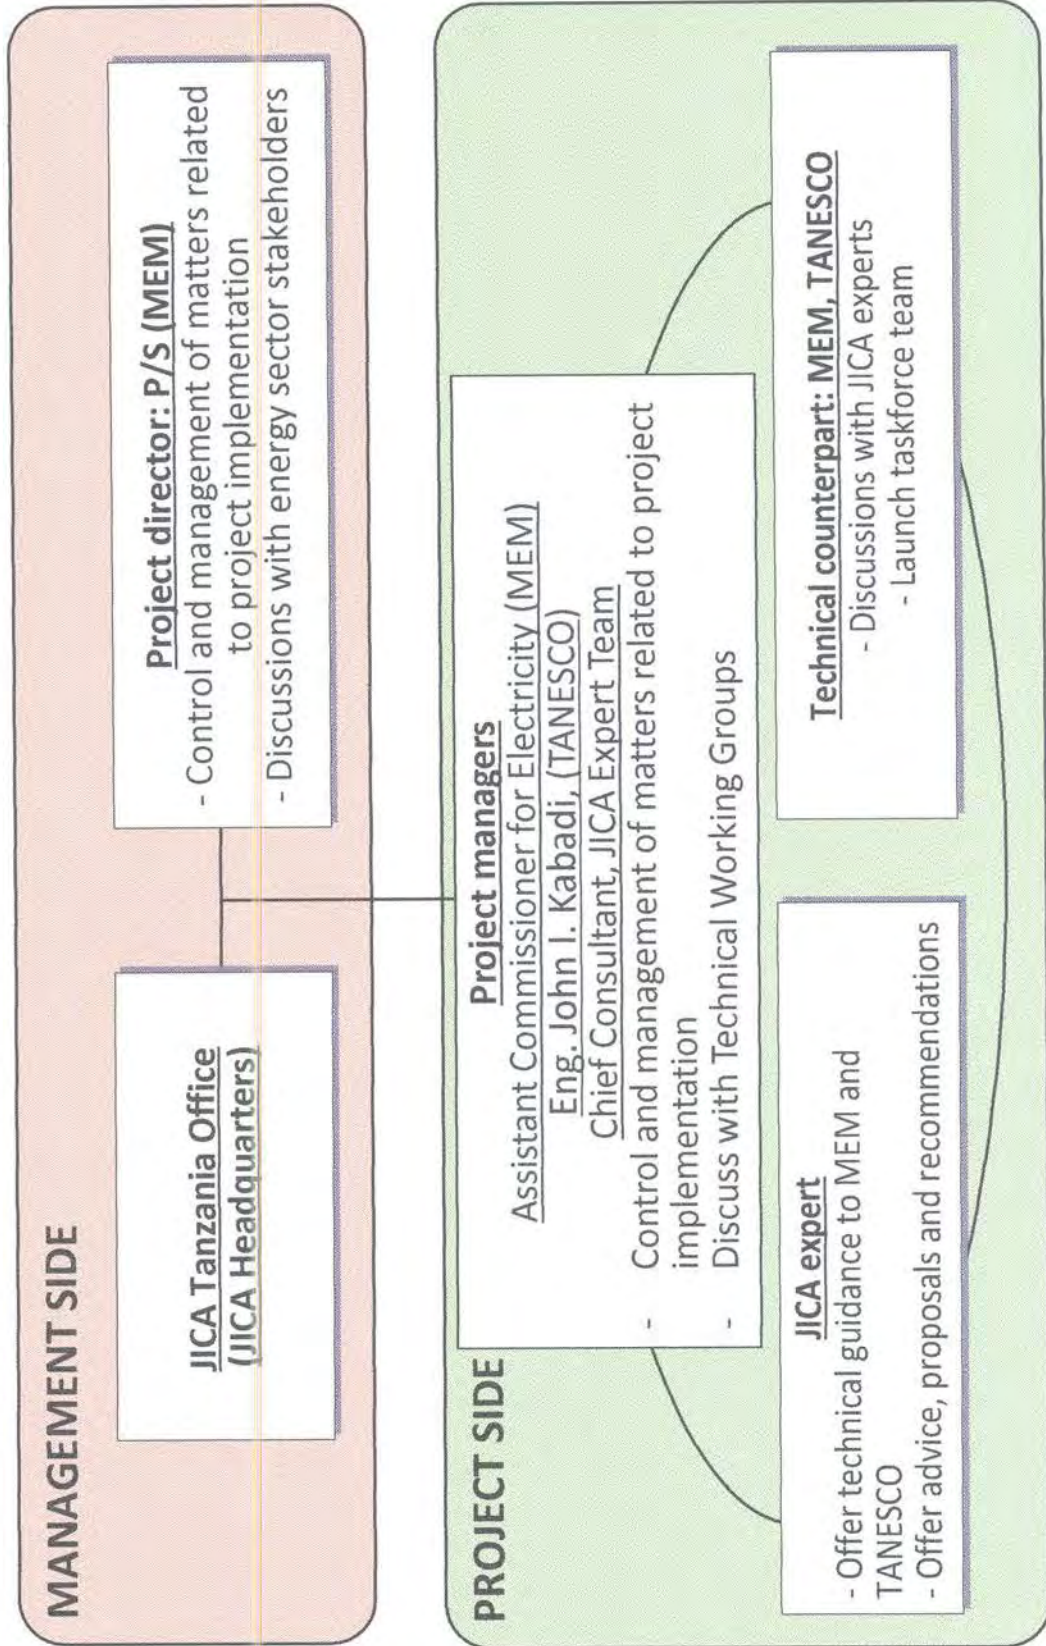 MANAGEMENT SIDE
JICA Tanzania Office
(JICA Headquarters)
Project director: P/S (MEM)
- Control and management of matters related
to project implementation
- Discussions with energy sector stakeholders
PROJECT SIDE
Project managers
Assistant Commissioner for Electricity (MEM)
Eng. John I. Kabadi, (TANESCO)
Chief Consultant, JICA Expert Team
- Control and management of matters related to project
implementation
- Discuss with Technical Working Groups
JICA expert
- Offer technical guidance to MEM and
TANESCO
- Offer advice, proposals and recommendations
Technical counterpart: MEM, TANESCO
- Discussions with JICA experts
- Launch taskforce team